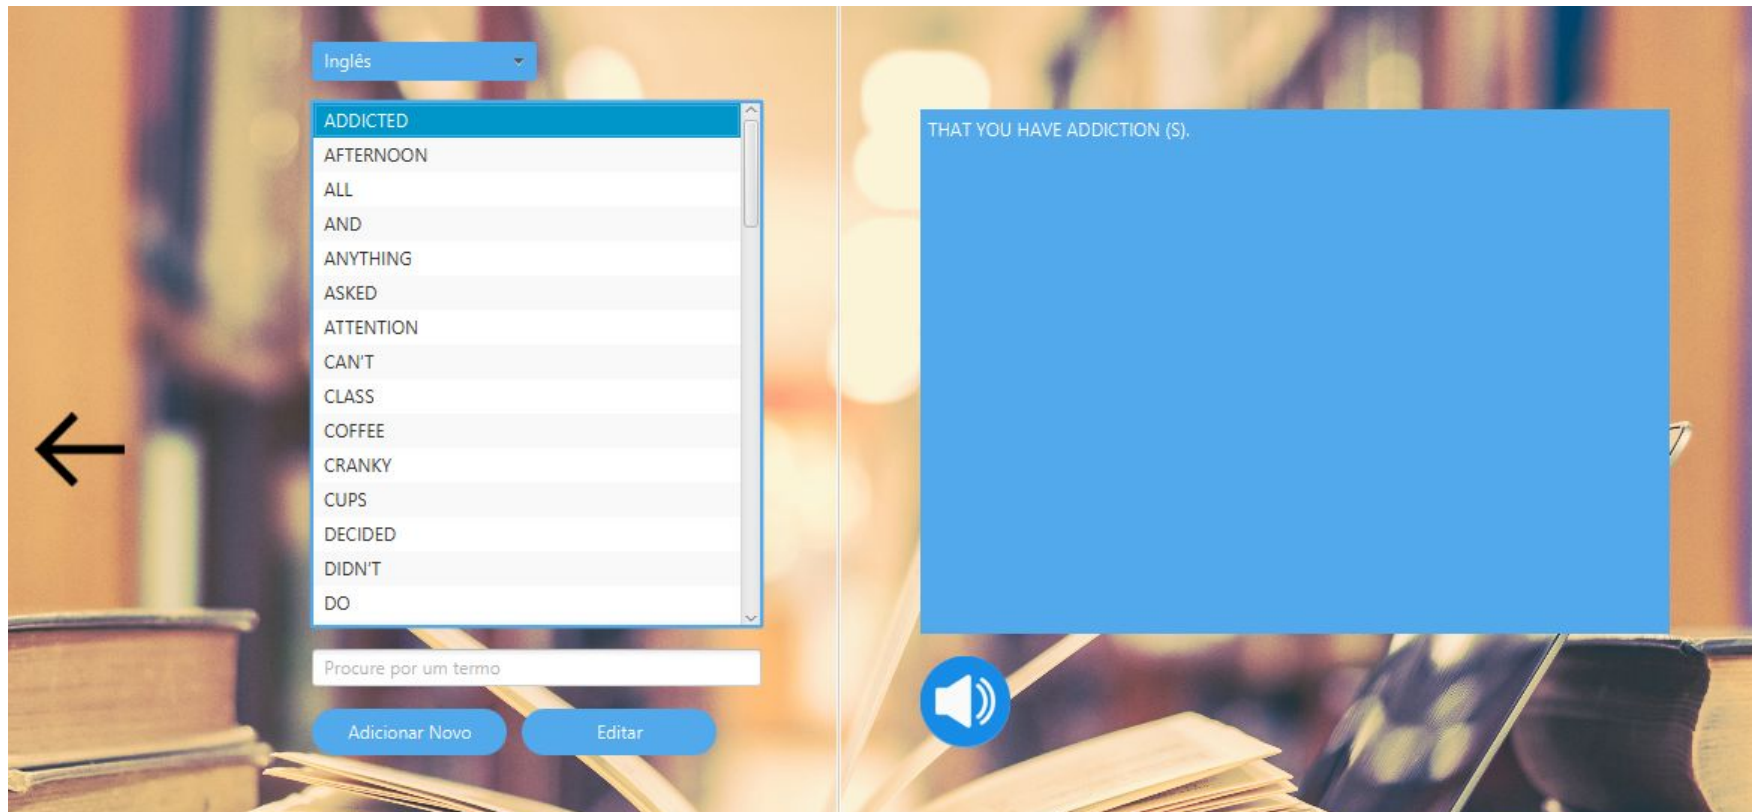 Inglês
ADDICTED
AFTERNOON
ALL
AND
ANYTHING
ASKED
ATTENTION
CAN'T
CLASS
COFFEE
CRANKY
CUPS
DECIDED
DIDN'T
DO
Procure por um termo
Adicionar Novo
Editar
THAT YOU HAVE ADDICTION (S).